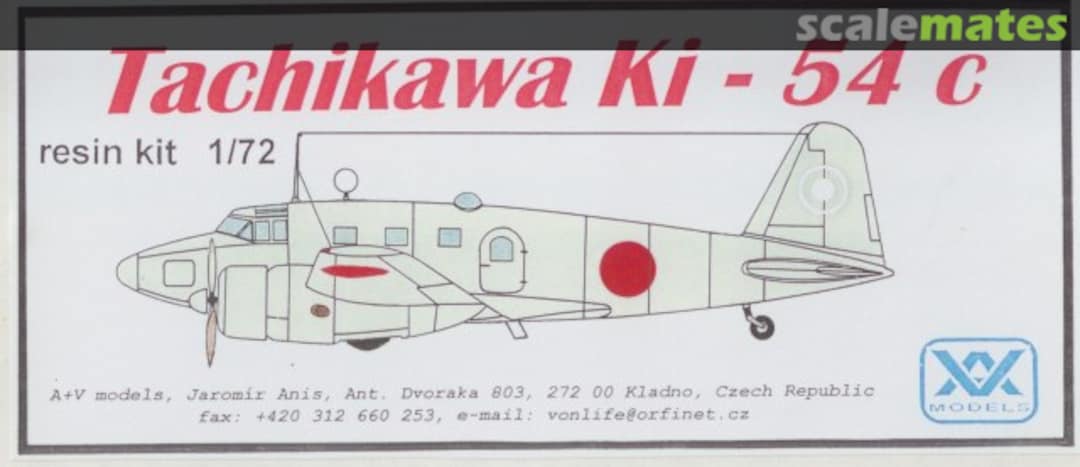 scalemates
Tachikawa Ki - 54 c
resin kit 1/72
A+V models, Jaromír Anis, Ant. Dvoraka 803, 272 00 Kladno, Czech Republic
fax: +420 312 660 253, e-mail: vonlife@orfinet.cz
AV
MODELS